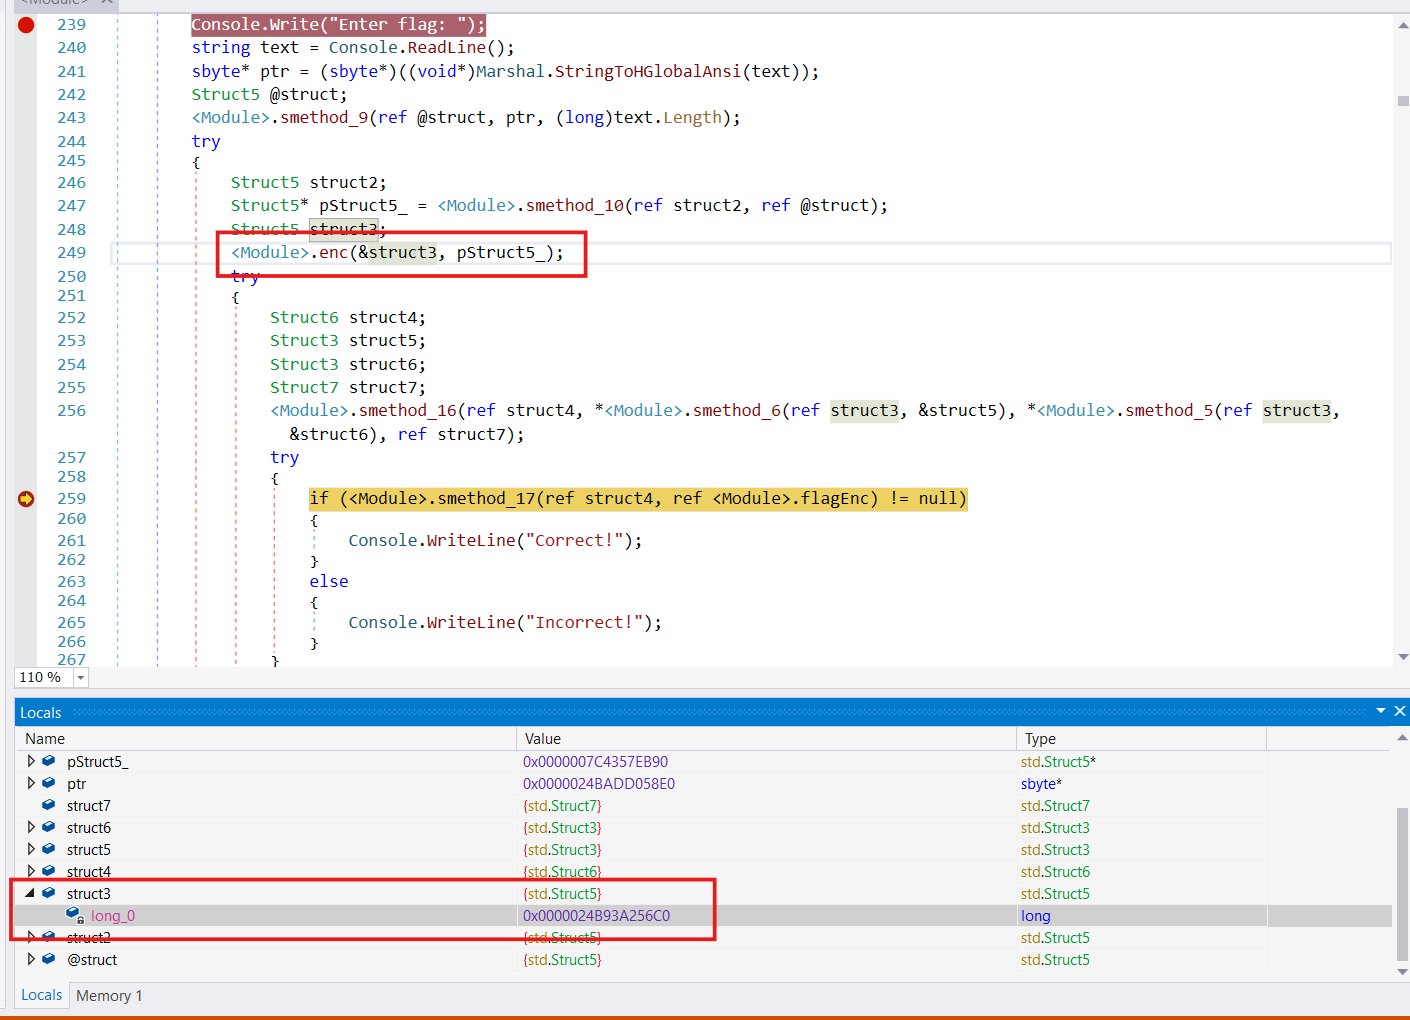 <Module>
239 Console.Write("Enter flag: ");
240 string text = Console.ReadLine();
241 sbyte* ptr = (sbyte*)((void*)Marshal.StringToHGlobalAnsi(text));
242 Struct5 @struct;
243 <Module>.smethod_9(ref @struct, ptr, (long)text.Length);
244 try
245 {
246 Struct5 struct2;
247 Struct5* pStruct5_ = <Module>.smethod_10(ref struct2, ref @struct);
248 Struct5 struct3;
249 <Module>.enc(&struct3, pStruct5_);
250 try
251 {
252 Struct6 struct4;
253 Struct3 struct5;
254 Struct3 struct6;
255 Struct7 struct7;
256 <Module>.smethod_16(ref struct4, *<Module>.smethod_6(ref struct3, &struct5), *<Module>.smethod_5(ref struct3,
&struct6), ref struct7);
257 try
258 {
259 if (<Module>.smethod_17(ref struct4, ref <Module>.flagEnc) != null)
260 {
261 Console.WriteLine("Correct!");
262 }
263 else
264 {
265 Console.WriteLine("Incorrect!");
266 }
267 }
110 %
Locals
Name Value Type
pStruct5_ 0x0000007C4357EB90 std.Struct5*
ptr 0x0000024BADD058E0 sbyte*
struct7 {std.Struct7} std.Struct7
struct6 {std.Struct3} std.Struct3
struct5 {std.Struct3} std.Struct3
struct4 {std.Struct6} std.Struct6
struct3 {std.Struct5} std.Struct5
long_0 0x0000024B93A256C0 long
struct2 {std.Struct5} std.Struct5
@struct {std.Struct5} std.Struct5
Locals Memory 1